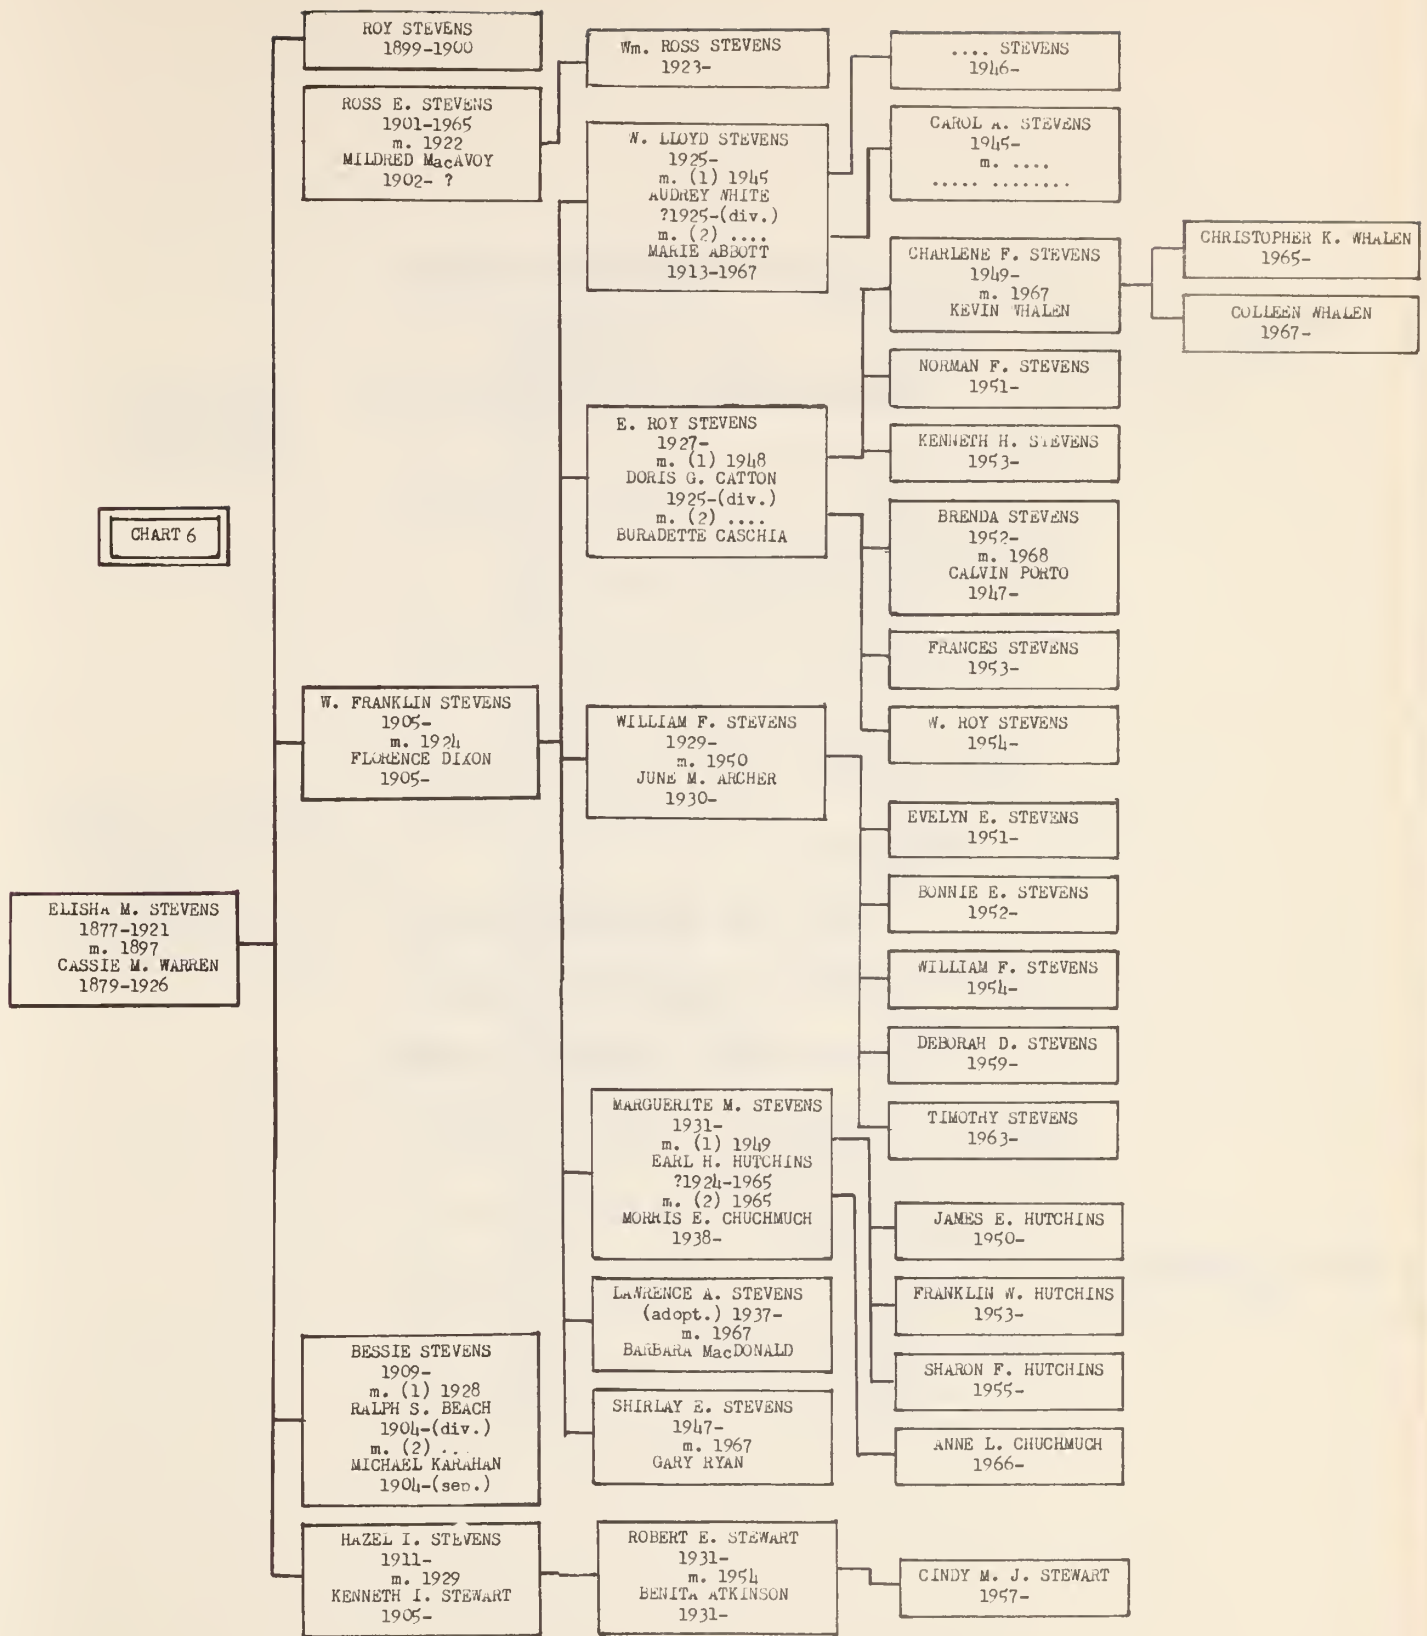 ROY STEVENS
1899-1900
ROSS E. STEVENS
1901-1965
m. 1922
MILDRED MacAVOY
1902- ?
Wm. ROSS STEVENS
1923-
W. LLOYD STEVENS
1925-
m. (1) 1945
AUDREY WHITE
?1925-(div.)
m. (2) ....
MARIE ABBOTT
1913-1967
.... STEVENS
1946-
CAROL A. STEVENS
1945-
m. ....
..... ........
CHARLENE F. STEVENS
1949-
m. 1967
KEVIN WHALEN
CHRISTOPHER K. WHALEN
1965-
COLLEEN WHALEN
1967-
NORMAN F. STEVENS
1951-
E. ROY STEVENS
1927-
m. (1) 1948
DORIS G. CATTON
1925-(div.)
m. (2) ....
BURADETTE CASCHIA
KENNETH H. STEVENS
1953-
CHART 6
BRENDA STEVENS
1952-
m. 1968
CALVIN PORTO
1947-
FRANCES STEVENS
1953-
W. ROY STEVENS
1954-
W. FRANKLIN STEVENS
1905-
m. 1924
FLORENCE DIXON
1905-
WILLIAM F. STEVENS
1929-
m. 1950
JUNE M. ARCHER
1930-
EVELYN E. STEVENS
1951-
BONNIE E. STEVENS
1952-
WILLIAM F. STEVENS
1954-
DEBORAH D. STEVENS
1959-
TIMOTHY STEVENS
1963-
ELISHA M. STEVENS
1877-1921
m. 1897
CASSIE M. WARREN
1879-1926
MARGUERITE M. STEVENS
1931-
m. (1) 1949
EARL H. HUTCHINS
?1924-1965
m. (2) 1965
MORRIS E. CHUCHMUCH
1938-
JAMES E. HUTCHINS
1950-
FRANKLIN W. HUTCHINS
1953-
SHARON F. HUTCHINS
1955-
ANNE L. CHUCHMUCH
1966-
LAWRENCE A. STEVENS
(adopt.) 1937-
m. 1967
BARBARA MacDONALD
SHIRLAY E. STEVENS
1947-
m. 1967
GARY RYAN
BESSIE STEVENS
1909-
m. (1) 1928
RALPH S. BEACH
1904-(div.)
m. (2) ...
MICHAEL KARAHAN
1904-(sep.)
HAZEL I. STEVENS
1911-
m. 1929
KENNETH I. STEWART
1905-
ROBERT E. STEWART
1931-
m. 1954
BENITA ATKINSON
1931-
CINDY M. J. STEWART
1957-